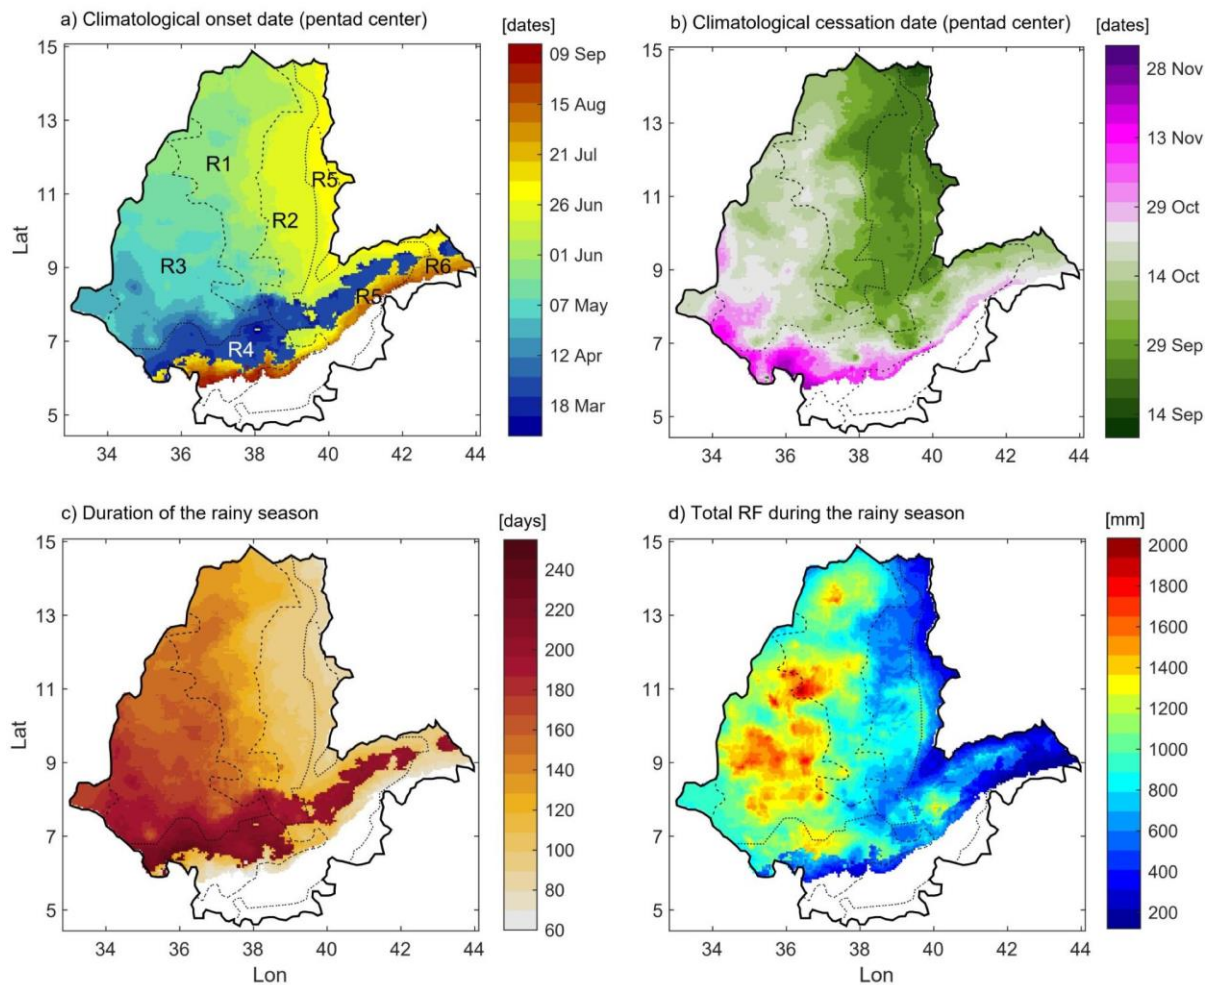 a) Climatological onset date (pentad center)
[dates]
15
13
11
9
7
5
Lat
34
36
38
40
42
44
R1
R2
R5
R3
R6
R5
R4
09 Sep
15 Aug
21 Jul
26 Jun
01 Jun
07 May
12 Apr
18 Mar
b) Climatological cessation date (pentad center)
[dates]
15
13
11
9
7
5
34
36
38
40
42
44
28 Nov
13 Nov
29 Oct
14 Oct
29 Sep
14 Sep
c) Duration of the rainy season
[days]
15
13
11
9
7
5
Lat
34
36
38
40
42
44
Lon
240
220
200
180
160
140
120
100
80
60
d) Total RF during the rainy season
[mm]
15
13
11
9
7
5
34
36
38
40
42
44
Lon
2000
1800
1600
1400
1200
1000
800
600
400
200